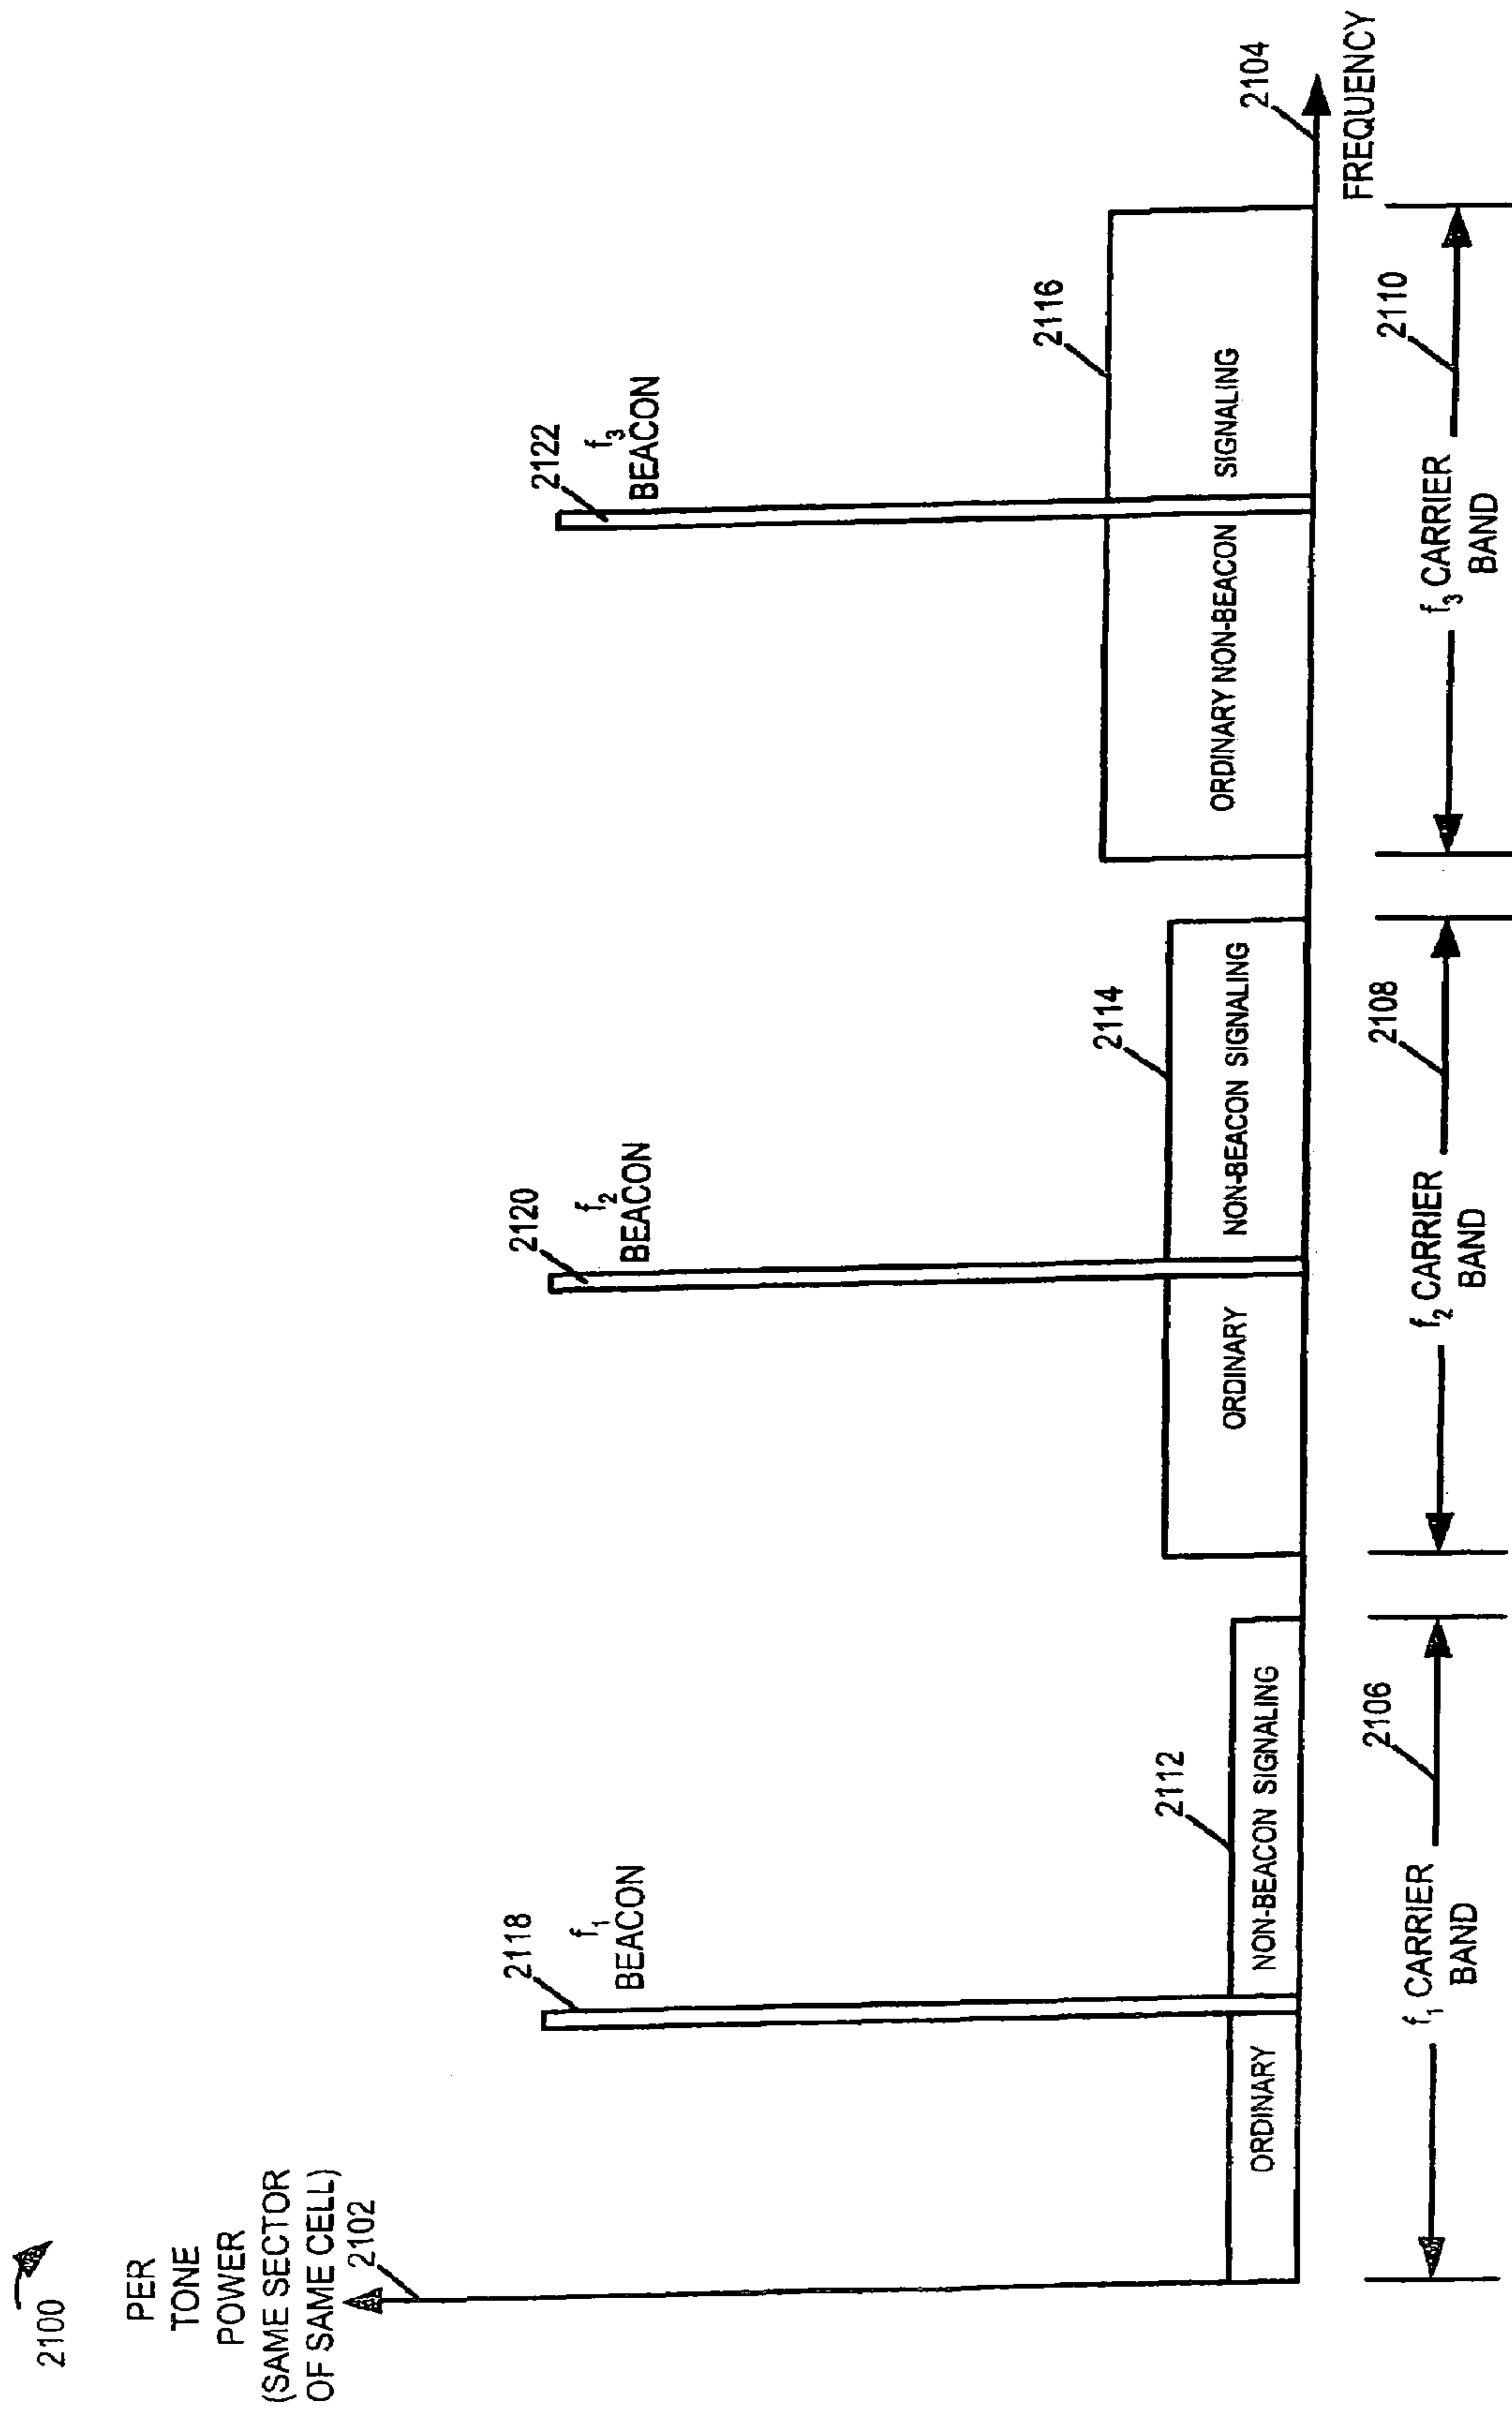 2100
PER
TONE
POWER
(SAME SECTOR
OF SAME CELL)
2102
2118
f1
BEACON
2120
f2
BEACON
2122
f3
BEACON
2112
ORDINARY
NON-BEACON SIGNALING
2114
ORDINARY
NON-BEACON SIGNALING
2116
ORDINARY NON-BEACON
SIGNALING
2104
FREQUENCY
2106
f1 CARRIER
BAND
2108
f2 CARRIER
BAND
2110
f3 CARRIER
BAND